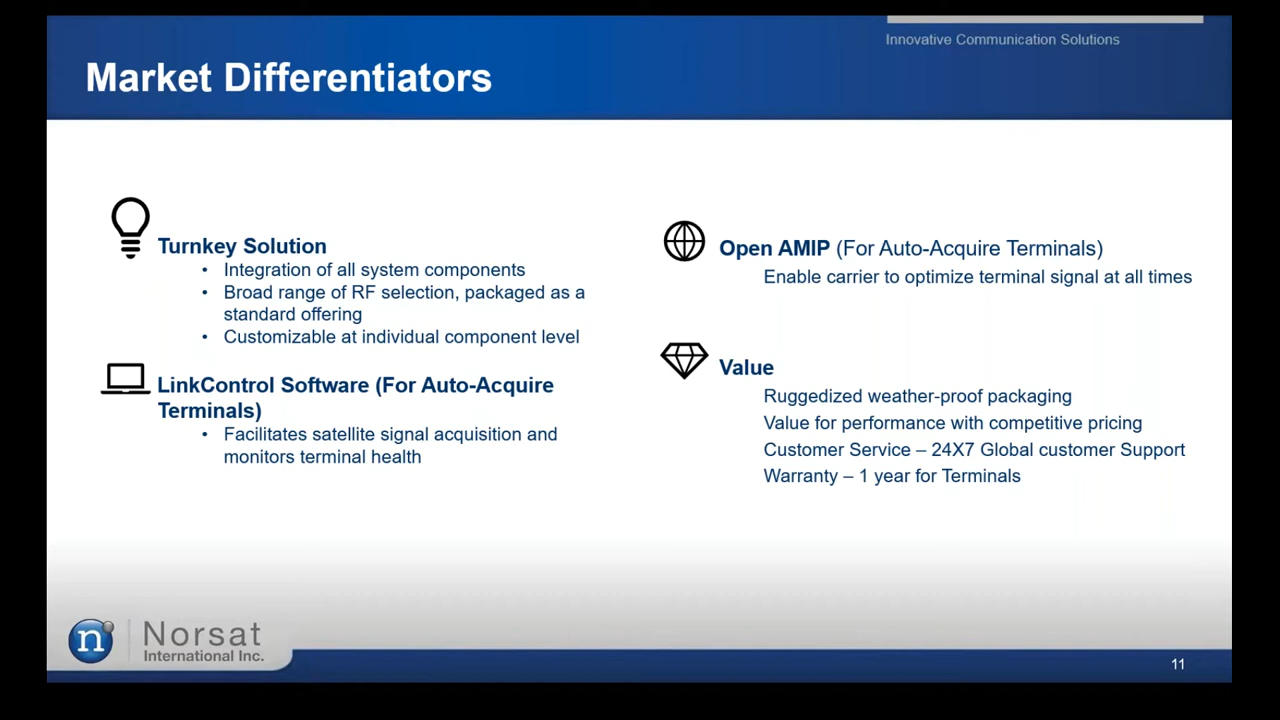 Innovative Communication Solutions
Market Differentiators
Turnkey Solution
• Integration of all system components
• Broad range of RF selection, packaged as a
standard offering
• Customizable at individual component level
LinkControl Software (For Auto-Acquire
Terminals)
• Facilitates satellite signal acquisition and
monitors terminal health
Open AMIP (For Auto-Acquire Terminals)
Enable carrier to optimize terminal signal at all times
Value
Ruggedized weather-proof packaging
Value for performance with competitive pricing
Customer Service – 24X7 Global customer Support
Warranty – 1 year for Terminals
n
Norsat
International Inc.
11